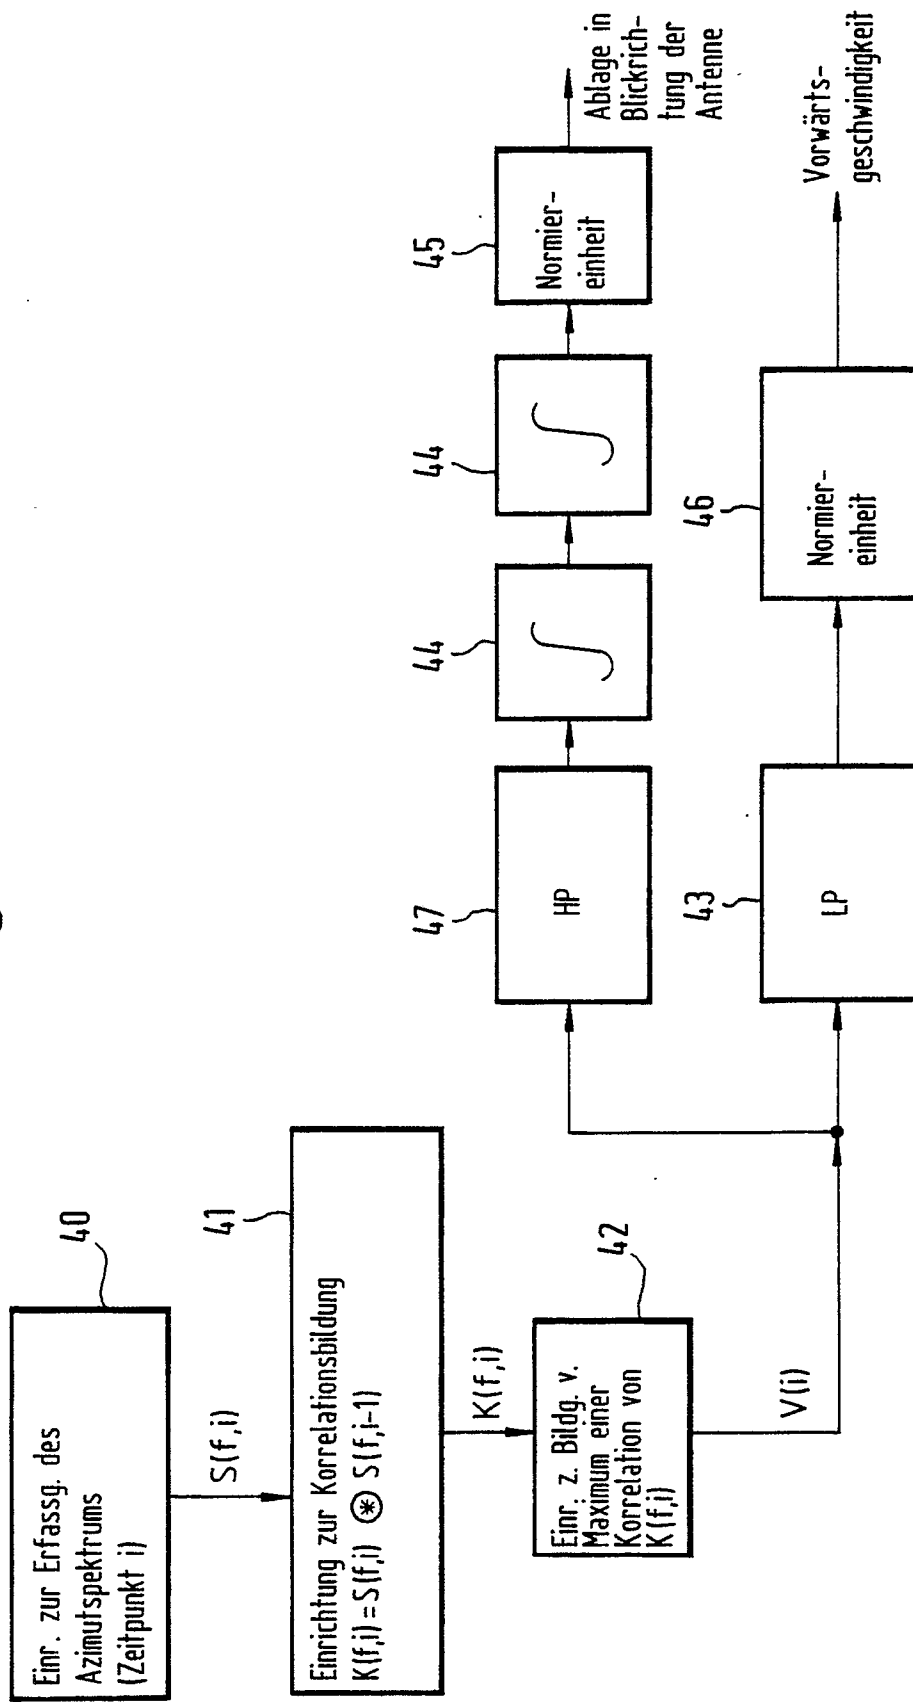 Einr. zur Erfassg. des
Azimutspektrums
(Zeitpunkt i)
40
S(f,i)
Einrichtung zur Korrelationsbildung
K(f,i) = S(f,i) ⊛ S(f,i-1)
41
K(f,i)
Einr. z. Bildg. v.
Maximum einer
Korrelation von
K(f,i)
42
V(i)
HP
47
44
44
Normier-
einheit
45
Ablage in
Blickrich-
tung der
Antenne
LP
43
Normier-
einheit
46
Vorwärts-
geschwindigkeit